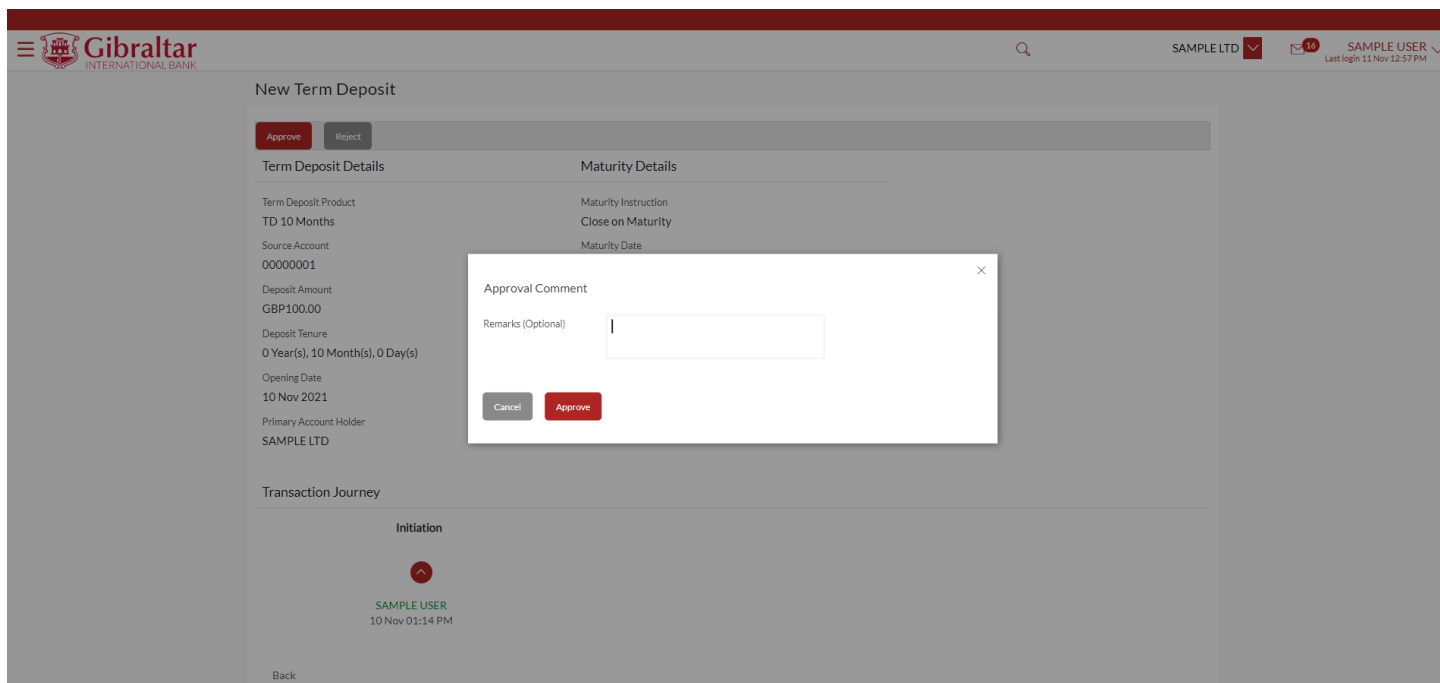 Gibraltar
INTERNATIONAL BANK
SAMPLE LTD
16
SAMPLE USER
Last login 11 Nov 12:57 PM
New Term Deposit
Approve Reject
Term Deposit Details Maturity Details
Term Deposit Product Maturity Instruction
TD 10 Months Close on Maturity
Source Account Maturity Date
00000001
Deposit Amount
GBP100.00
Deposit Tenure
0 Year(s), 10 Month(s), 0 Day(s)
Opening Date
10 Nov 2021
Primary Account Holder
SAMPLE LTD
Approval Comment
Remarks (Optional)
Cancel Approve
Transaction Journey
Initiation
SAMPLE USER
10 Nov 01:14 PM
Back